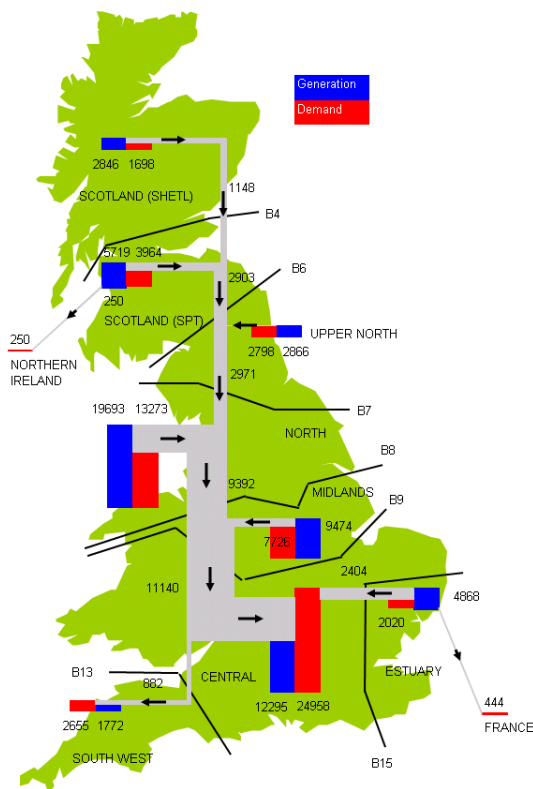 Generation
Demand
2846 1698
SCOTLAND (SHETL)
1148
B4
5719 3964
2903
B6
250
SCOTLAND (SPT)
250
NORTHERN
IRELAND
UPPER NORTH
2798 2866
2971
B7
19693 13273
NORTH
B8
9392
MIDLANDS
B9
9474
7726
2404
11140
4868
2020
B13
882
CENTRAL
ESTUARY
12295 24958
444
FRANCE
2655 1772
SOUTH WEST
B15